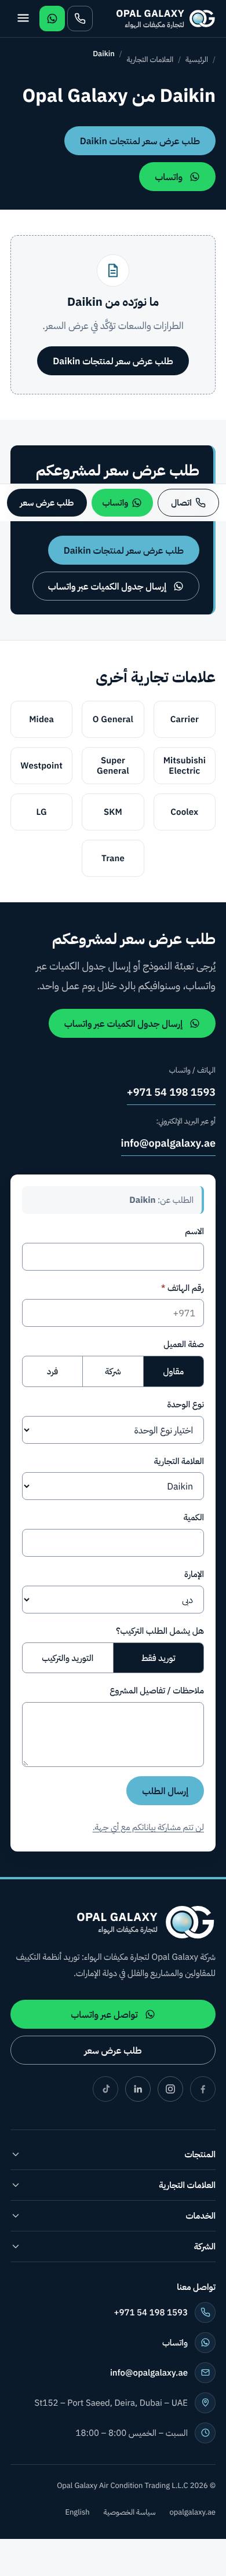 OPAL GALAXY
لتجارة مكيفات الهواء
الرئيسية / العلامات التجارية / Daikin
Daikin من Opal Galaxy
طلب عرض سعر لمنتجات Daikin
واتساب
ما نورّده من Daikin
الطرازات والسعات تؤكَّد في عرض السعر.
طلب عرض سعر لمنتجات Daikin
طلب عرض سعر لمشروعكم
اتصال
واتساب
طلب عرض سعر
طلب عرض سعر لمنتجات Daikin
إرسال جدول الكميات عبر واتساب
علامات تجارية أخرى
Carrier
O General
Midea
Mitsubishi Electric
Super General
Westpoint
Coolex
SKM
LG
Trane
طلب عرض سعر لمشروعكم
يُرجى تعبئة النموذج أو إرسال جدول الكميات عبر
واتساب، وسنوافيكم بالرد خلال يوم عمل واحد.
إرسال جدول الكميات عبر واتساب
الهاتف / واتساب
+971 54 198 1593
أو عبر البريد الإلكتروني:
info@opalgalaxy.ae
الطلب عن: Daikin
الاسم
رقم الهاتف *
+971
صفة العميل
مقاول
شركة
فرد
نوع الوحدة
اختيار نوع الوحدة
العلامة التجارية
Daikin
الكمية
الإمارة
دبي
هل يشمل الطلب التركيب؟
توريد فقط
التوريد والتركيب
ملاحظات / تفاصيل المشروع
إرسال الطلب
لن تتم مشاركة بياناتكم مع أي جهة.
OPAL GALAXY
لتجارة مكيفات الهواء
شركة Opal Galaxy لتجارة مكيفات الهواء: توريد أنظمة التكييف
للمقاولين والمشاريع والفلل في دولة الإمارات.
تواصل عبر واتساب
طلب عرض سعر
المنتجات
العلامات التجارية
الخدمات
الشركة
تواصل معنا
+971 54 198 1593
واتساب
info@opalgalaxy.ae
St152 – Port Saeed, Deira, Dubai – UAE
السبت – الخميس 8:00 – 18:00
© 2026 Opal Galaxy Air Condition Trading L.L.C
opalgalaxy.ae
سياسة الخصوصية
English